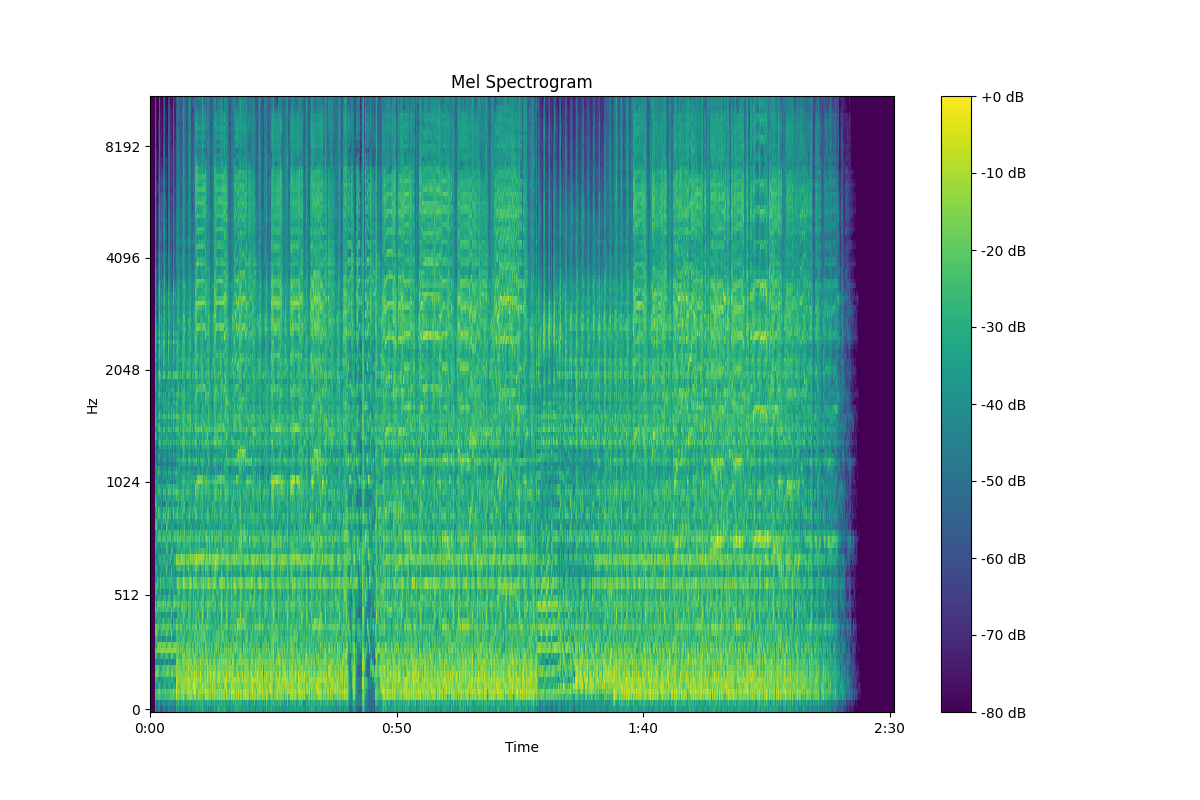 Mel Spectrogram
Hz
8192
4096
2048
1024
512
0
0:00
0:50
1:40
2:30
Time
+0 dB
-10 dB
-20 dB
-30 dB
-40 dB
-50 dB
-60 dB
-70 dB
-80 dB